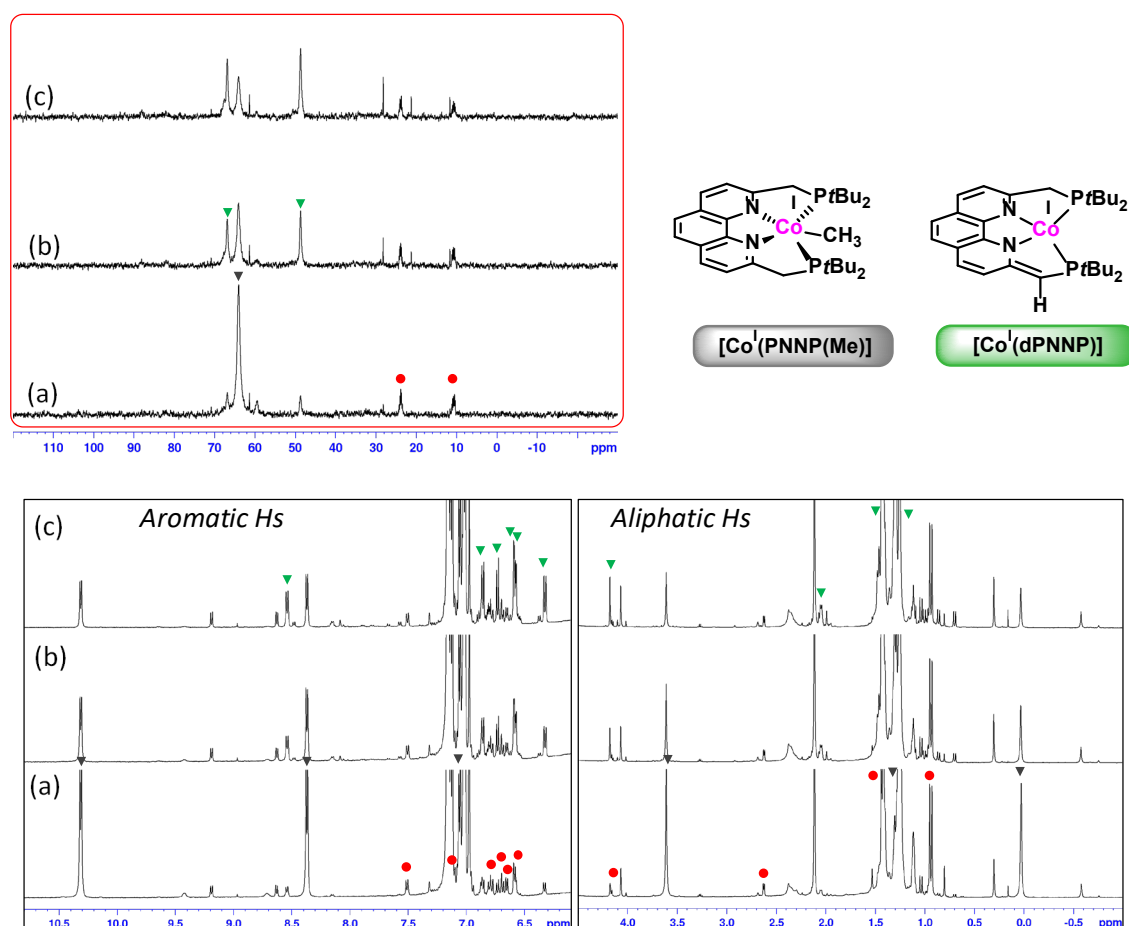 (c)
(b)
(a)
110 100 90 80 70 60 50 40 30 20 10 0 -10 ppm
I
N
PtBu2
Co
CH3
N
PtBu2
[CoI(PNNP(Me)]
I
N
PtBu2
Co
N
PtBu2
H
[CoI(dPNNP)]
(c) Aromatic Hs
(b)
(a)
10.5 10.0 9.5 9.0 8.5 8.0 7.5 7.0 6.5 ppm
Aliphatic Hs
4.0 3.5 3.0 2.5 2.0 1.5 1.0 0.5 0.0 -0.5 ppm